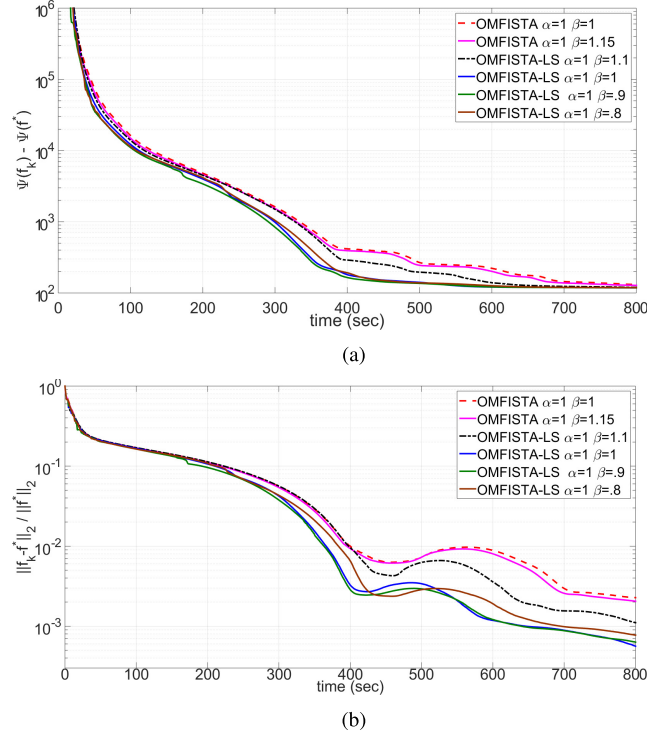 Ψ(f_k) - Ψ(f^*)
10^6
10^5
10^4
10^3
10^2
0 100 200 300 400 500 600 700 800
time (sec)
OMFISTA α=1 β=1
OMFISTA α=1 β=1.15
OMFISTA-LS α=1 β=1.1
OMFISTA-LS α=1 β=1
OMFISTA-LS α=1 β=.9
OMFISTA-LS α=1 β=.8
(a)
||f_k-f^*||_2 / ||f^*||_2
10^0
10^-1
10^-2
10^-3
0 100 200 300 400 500 600 700 800
time (sec)
OMFISTA α=1 β=1
OMFISTA α=1 β=1.15
OMFISTA-LS α=1 β=1.1
OMFISTA-LS α=1 β=1
OMFISTA-LS α=1 β=.9
OMFISTA-LS α=1 β=.8
(b)